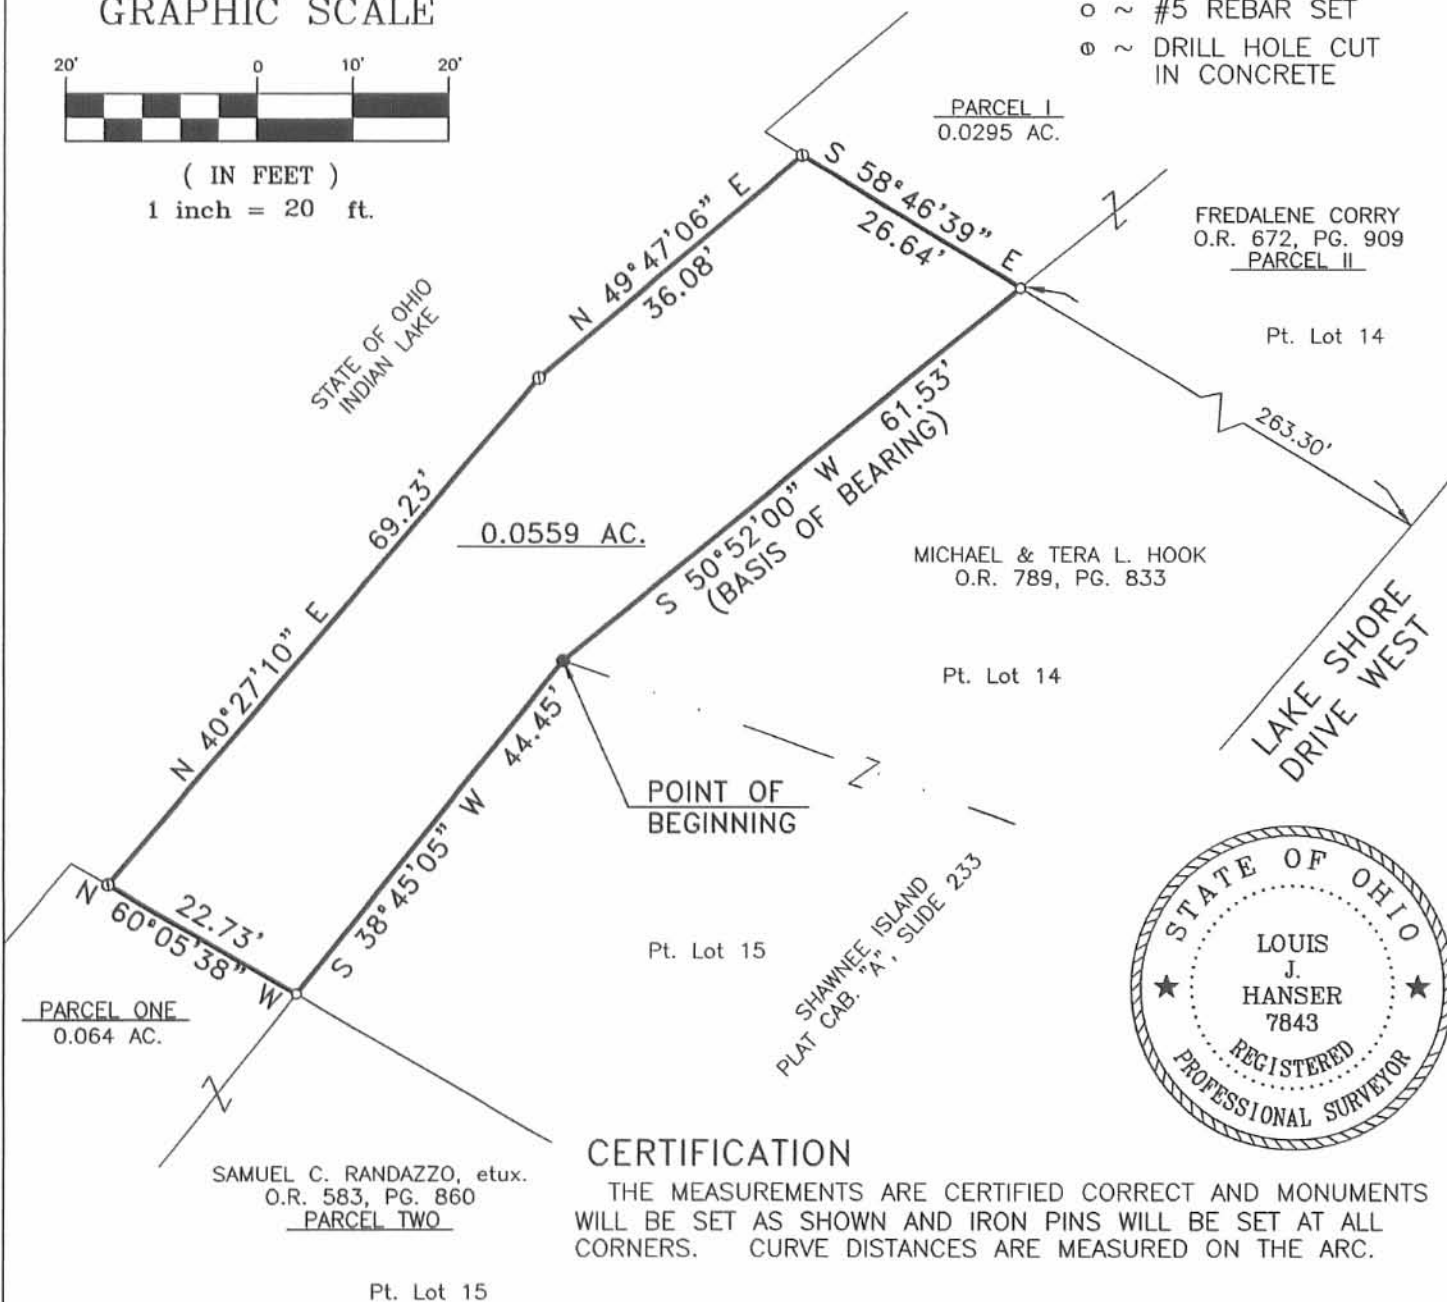 GRAPHIC SCALE
20' 0 10' 20'
( IN FEET )
1 inch = 20 ft.
o ~ #5 REBAR SET
~ DRILL HOLE CUT
IN CONCRETE
PARCEL I
0.0295 AC.
S 58°46'39" E
26.64'
FREDALENE CORRY
O.R. 672, PG. 909
PARCEL II
Pt. Lot 14
N 49°47'06" E
36.08'
STATE OF OHIO
INDIAN LAKE
263.30'
69.23'
N 40°27'10" E
0.0559 AC.
61.53'
S 50°52'00" W
(BASIS OF BEARING)
MICHAEL & TERA L. HOOK
O.R. 789, PG. 833
Pt. Lot 14
LAKE SHORE
DRIVE WEST
44.45'
S 38°45'05" W
POINT OF
BEGINNING
22.73'
N 60°05'38" W
PARCEL ONE
0.064 AC.
Pt. Lot 15
SHAWNEE ISLAND
PLAT CAB. "A", SLIDE 233
STATE OF OHIO
LOUIS
J.
HANSER
7843
REGISTERED
PROFESSIONAL SURVEYOR
SAMUEL C. RANDAZZO, etux.
O.R. 583, PG. 860
PARCEL TWO
Pt. Lot 15
CERTIFICATION
THE MEASUREMENTS ARE CERTIFIED CORRECT AND MONUMENTS
WILL BE SET AS SHOWN AND IRON PINS WILL BE SET AT ALL
CORNERS. CURVE DISTANCES ARE MEASURED ON THE ARC.